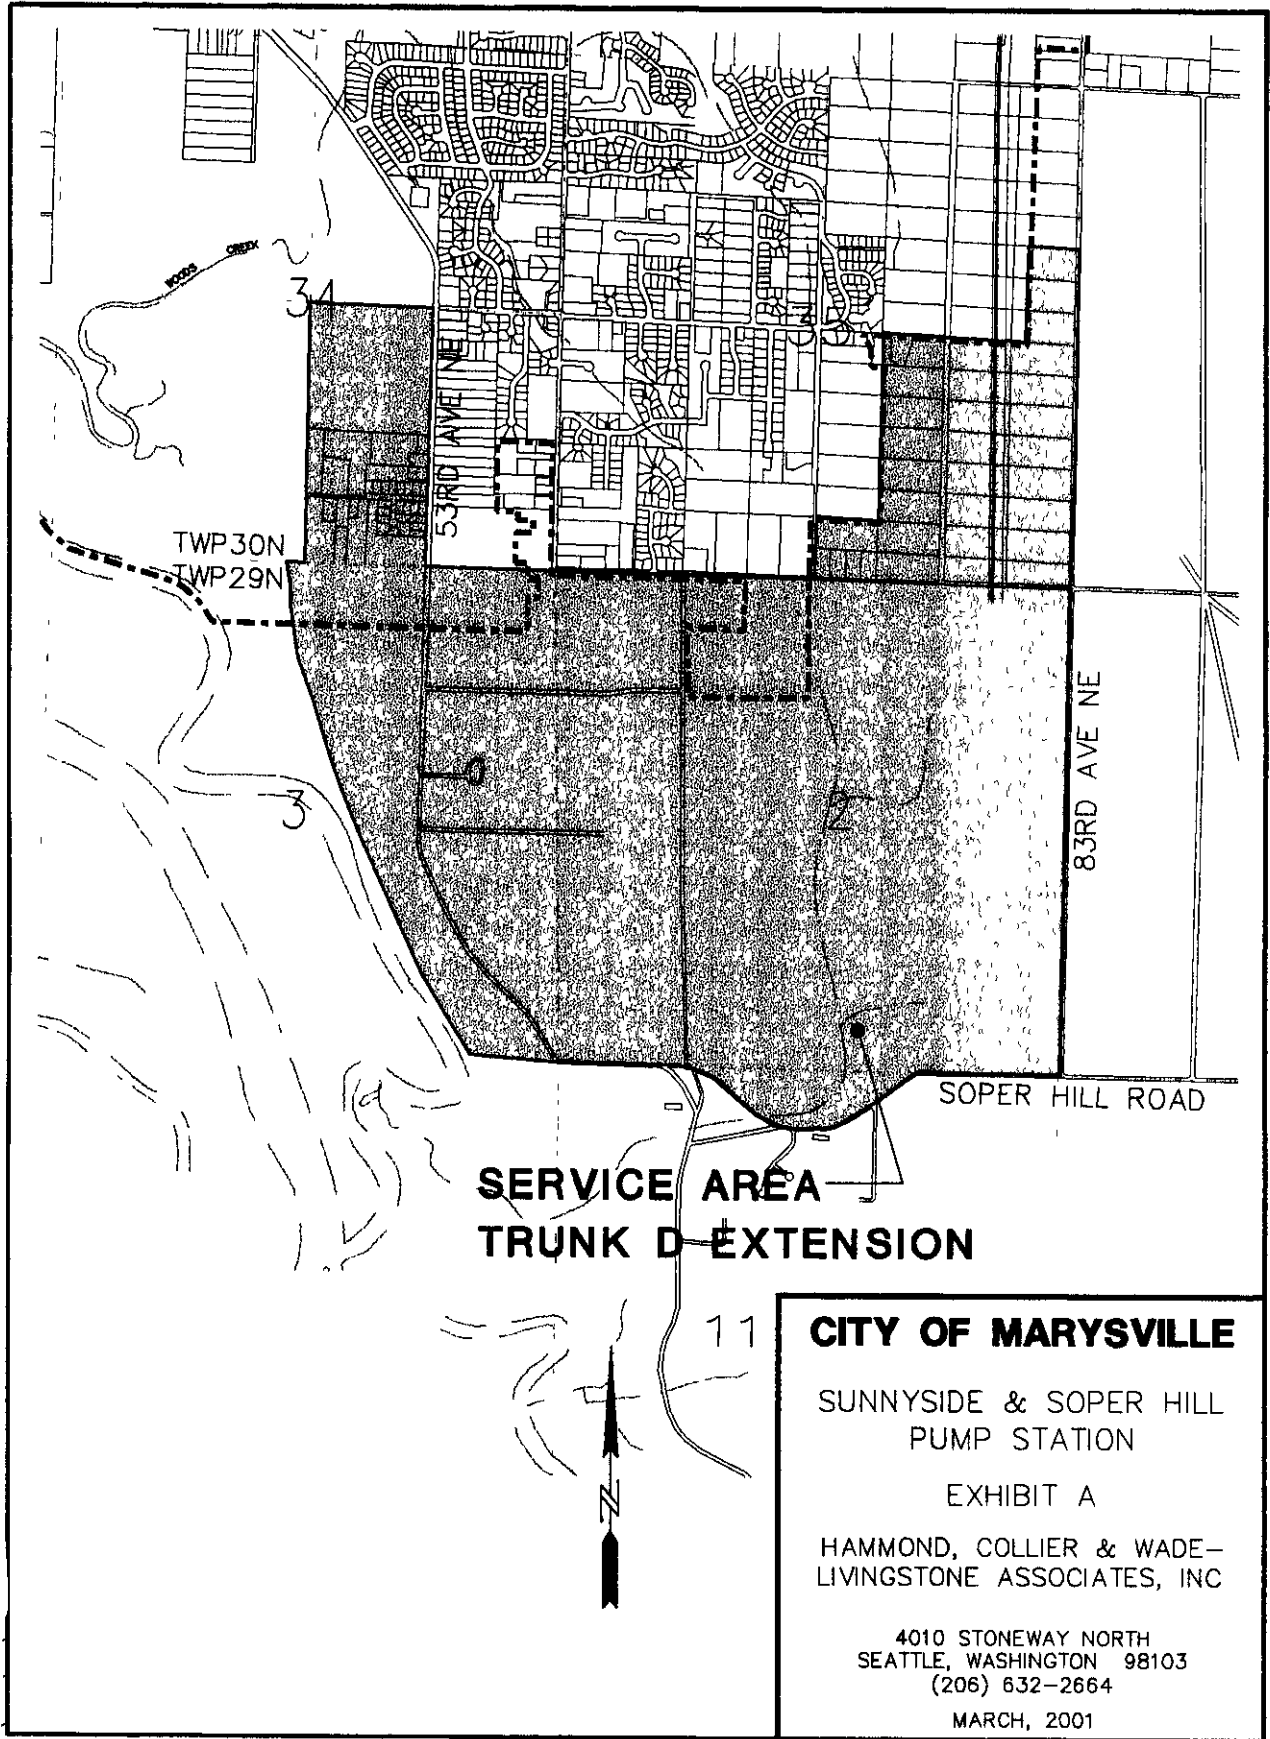 WOODS CREEK
34
35
53RD AVE NE
TWP30N
TWP29N
83RD AVE NE
3
2
SOPER HILL ROAD
SERVICE AREA
TRUNK D EXTENSION
11
N
CITY OF MARYSVILLE
SUNNYSIDE & SOPER HILL
PUMP STATION
EXHIBIT A
HAMMOND, COLLIER & WADE-
LIVINGSTONE ASSOCIATES, INC
4010 STONEWAY NORTH
SEATTLE, WASHINGTON 98103
(206) 632-2664
MARCH, 2001